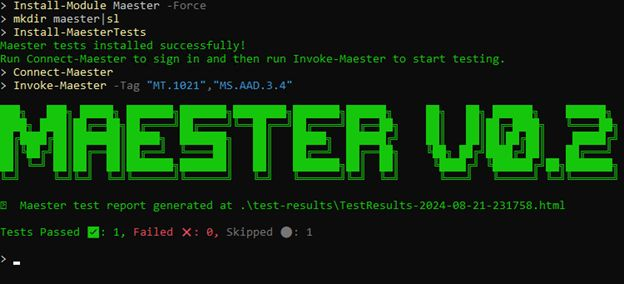 > Install-Module Maester -Force
> mkdir maester|sl
> Install-MaesterTests
Maester tests installed successfully!
Run Connect-Maester to sign in and then run Invoke-Maester to start testing.
> Connect-Maester
> Invoke-Maester -Tag "MT.1021","MS.AAD.3.4"
MAESTER V0.2
Maester test report generated at .\test-results\TestResults-2024-08-21-231758.html
Tests Passed ✅: 1, Failed ❌: 0, Skipped ⚫: 1
>